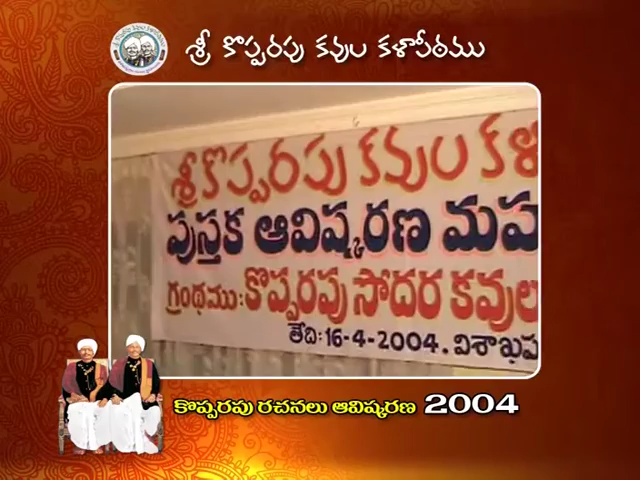 శ్రీ కొప్పరపు కవుల కళాపీఠము
శ్రీ కొప్పరపు కవుల కళ
పుస్తక ఆవిష్కరణ మహ
గ్రంథము: కొప్పరపు సోదర కవుల
తేది: 16-4-2004. విశాఖప
కొప్పరపు రచనలు ఆవిష్కరణ 2004